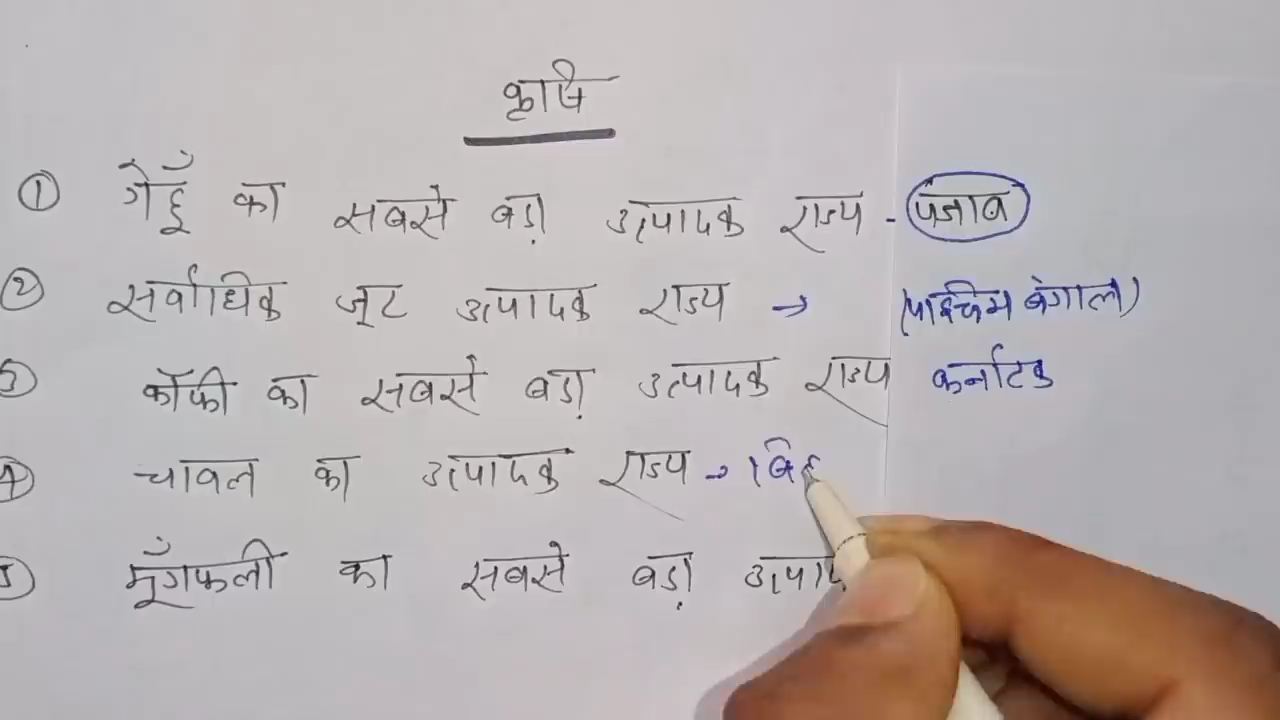 कृषि
① गेहूँ का सबसे बड़ा उत्पादक राज्य - पंजाब
② सर्वाधिक जूट उत्पादक राज्य → (पश्चिम बंगाल)
③ कॉफी का सबसे बड़ा उत्पादक राज्य कर्नाटक
④ चावल का उत्पादक राज्य →
⑤ मूँगफली का सबसे बड़ा